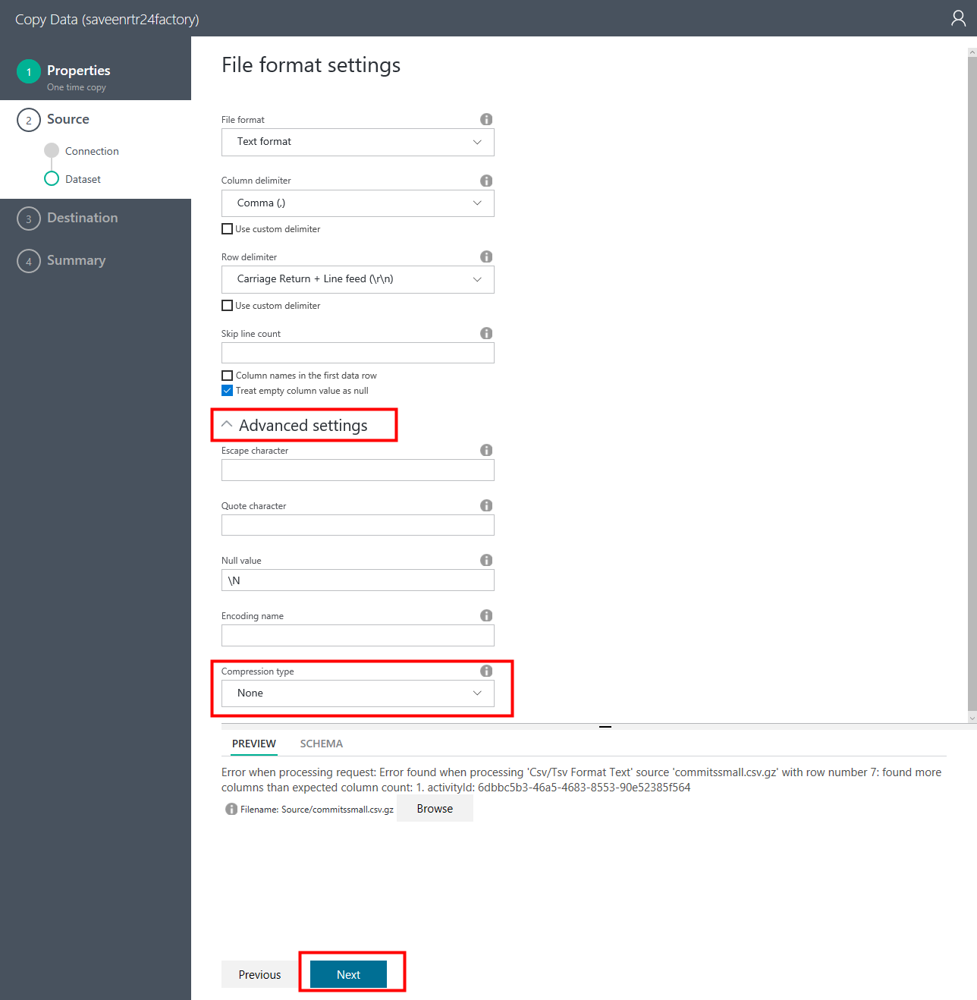 Copy Data (saveenrtr24factory)
1
Properties
One time copy
2
Source
Connection
Dataset
3
Destination
4
Summary
File format settings
File format
Text format
Column delimiter
Comma (,)
Use custom delimiter
Row delimiter
Carriage Return + Line feed (\r\n)
Use custom delimiter
Skip line count
Column names in the first data row
Treat empty column value as null
Advanced settings
Escape character
Quote character
Null value
\N
Encoding name
Compression type
None
PREVIEW SCHEMA
Error when processing request: Error found when processing 'Csv/Tsv Format Text' source 'commitssmall.csv.gz' with row number 7: found more
columns than expected column count: 1. activityId: 6dbbc5b3-46a5-4683-8553-90e52385f564
Filename: Source/commitssmall.csv.gz Browse
Previous Next